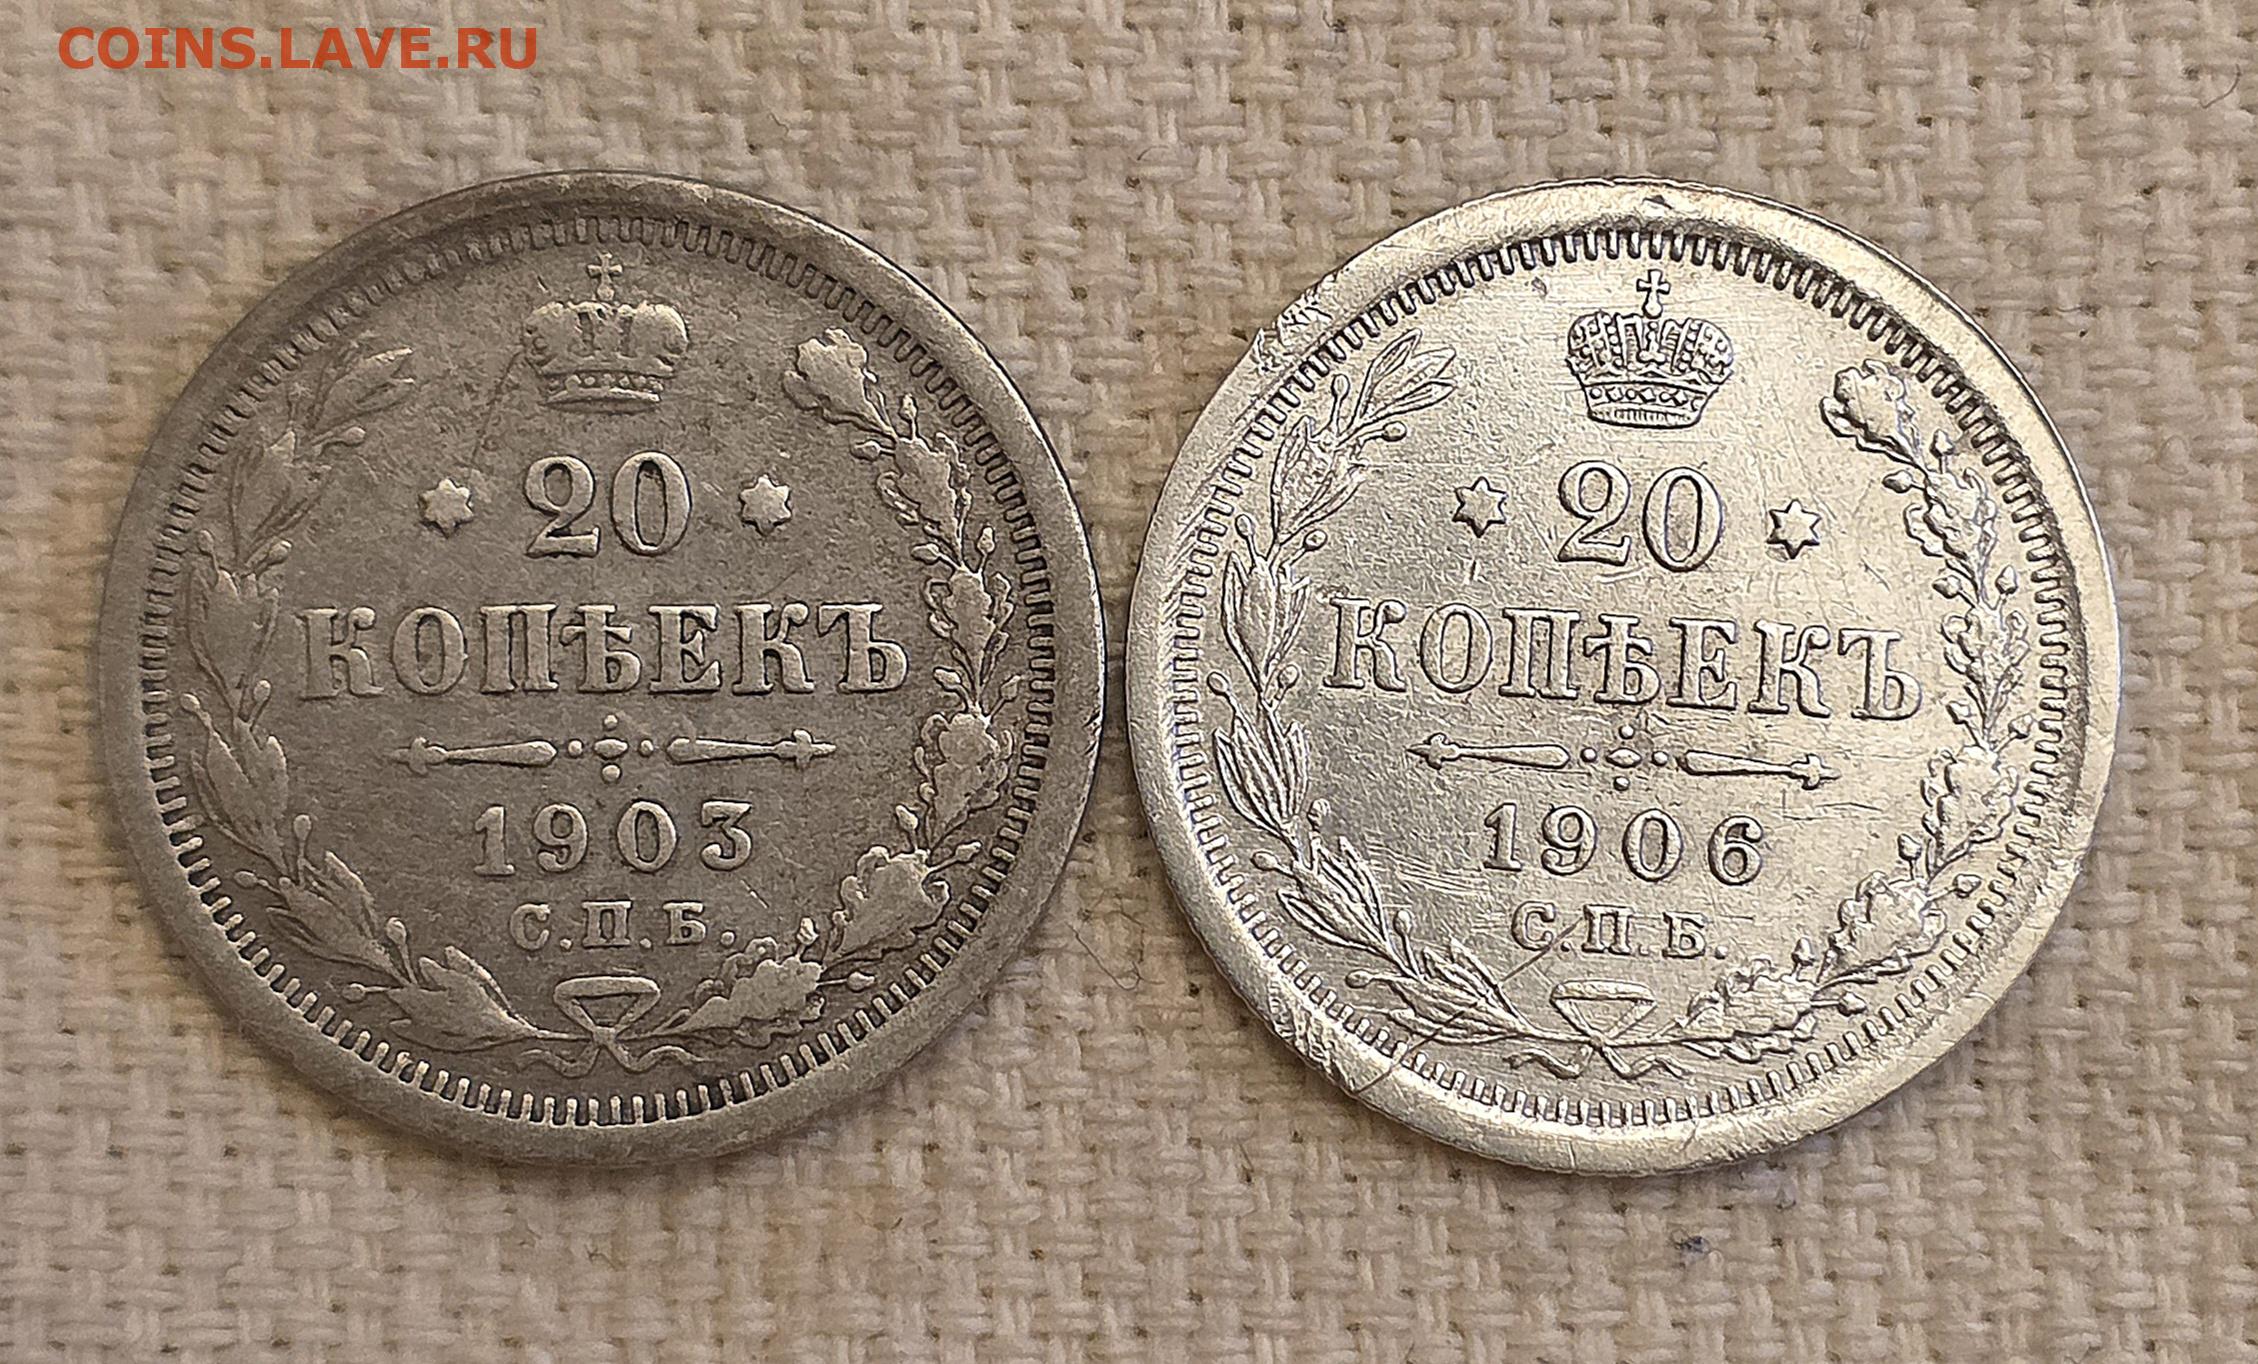 COINS.LAVE.RU
20
КОПѢЕКЪ
1903
С.П.Б.
20
КОПѢЕКЪ
1906
С.П.Б.